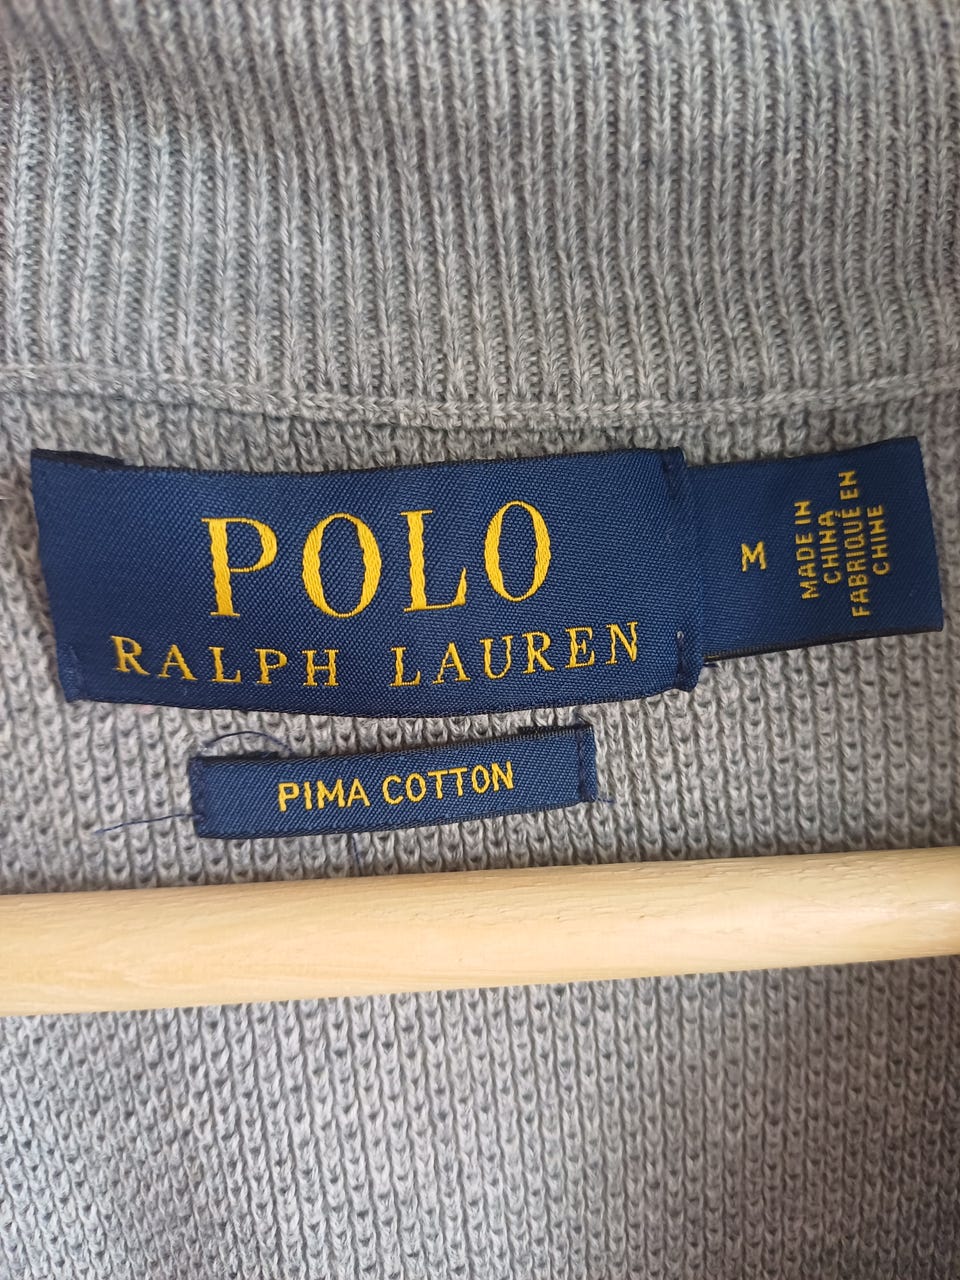 POLO
RALPH LAUREN
M
MADE IN
CHINA
FABRIQUÉ EN
CHINE
PIMA COTTON